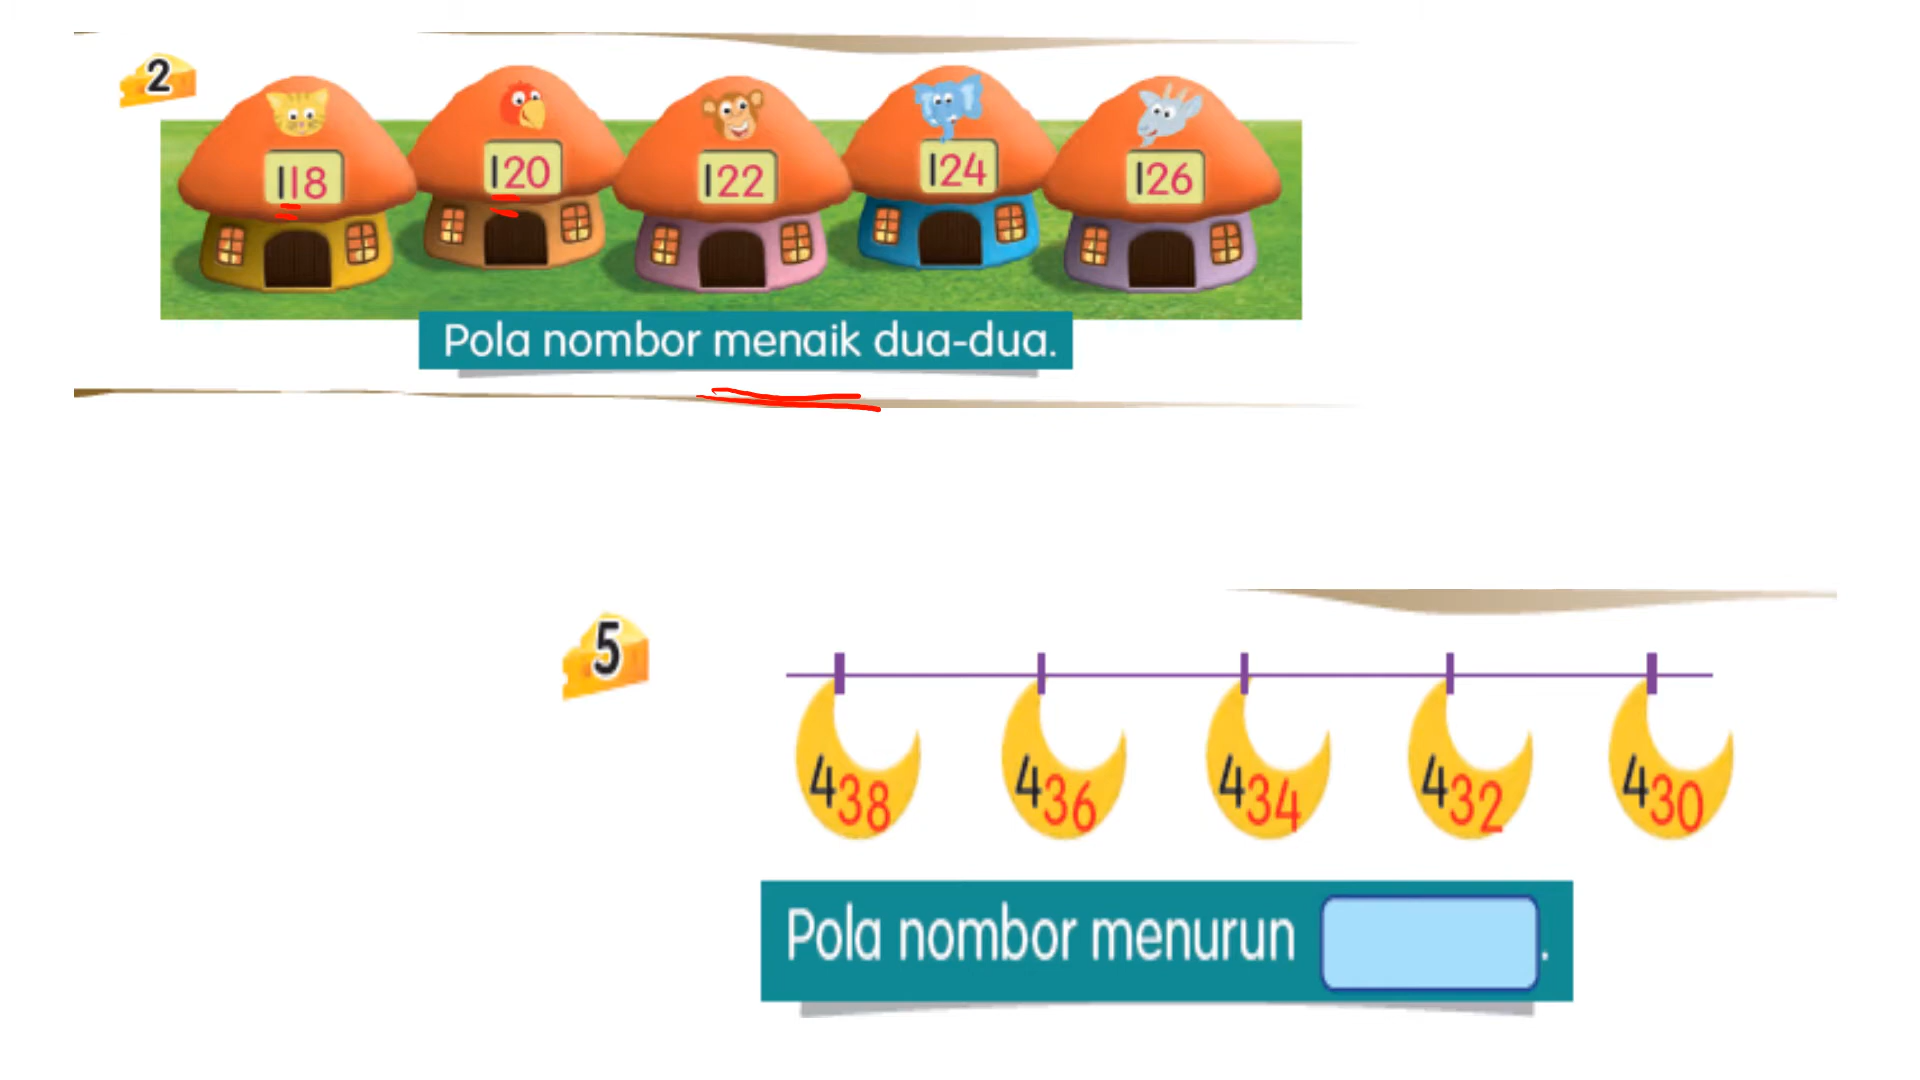 2
118 120 122 124 126
Pola nombor menaik dua-dua.
5
438 436 434 432 430
Pola nombor menurun .